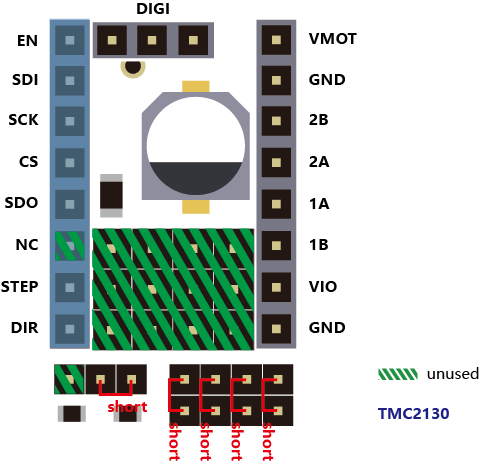 DIGI
EN
VMOT
SDI
GND
SCK
2B
CS
2A
SDO
1A
NC
1B
STEP
VIO
DIR
GND
short
short
short
short
short
unused
TMC2130